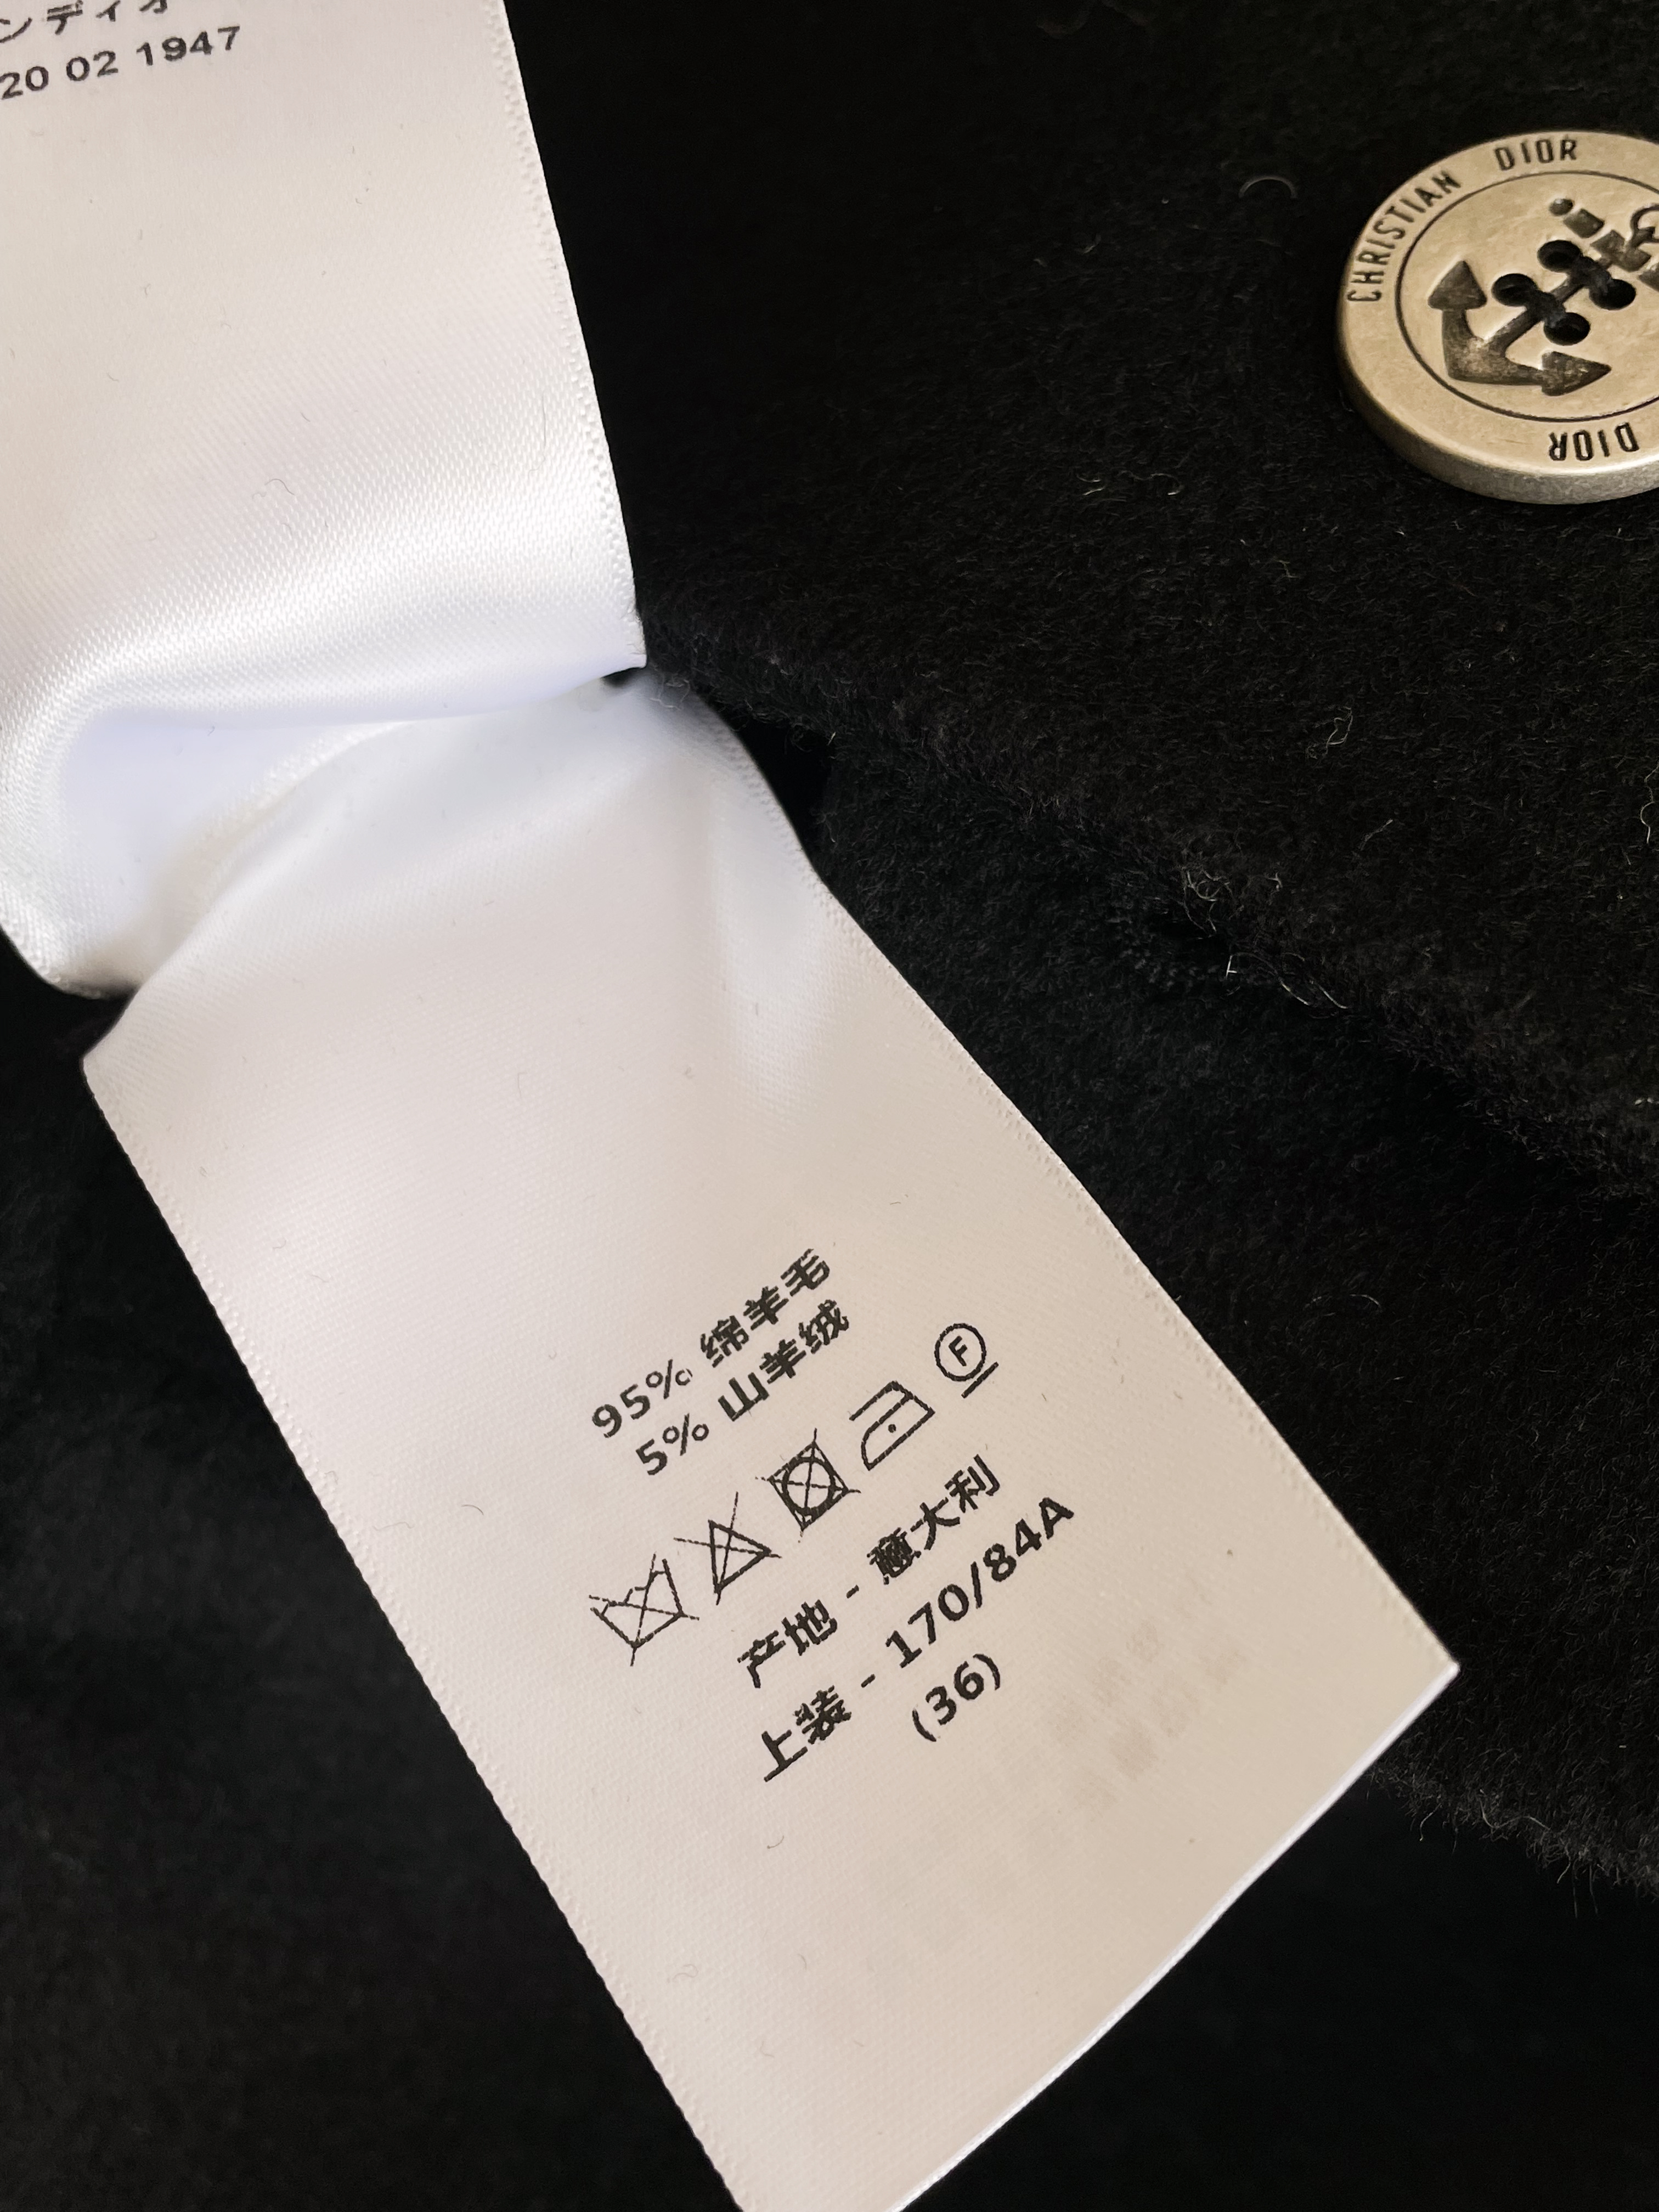 ンディオ
20 02 1947
CHRISTIAN DIOR
DIOR
95% 绵羊毛
5% 山羊绒
F
产地 - 意大利
上装 - 170/84A
(36)